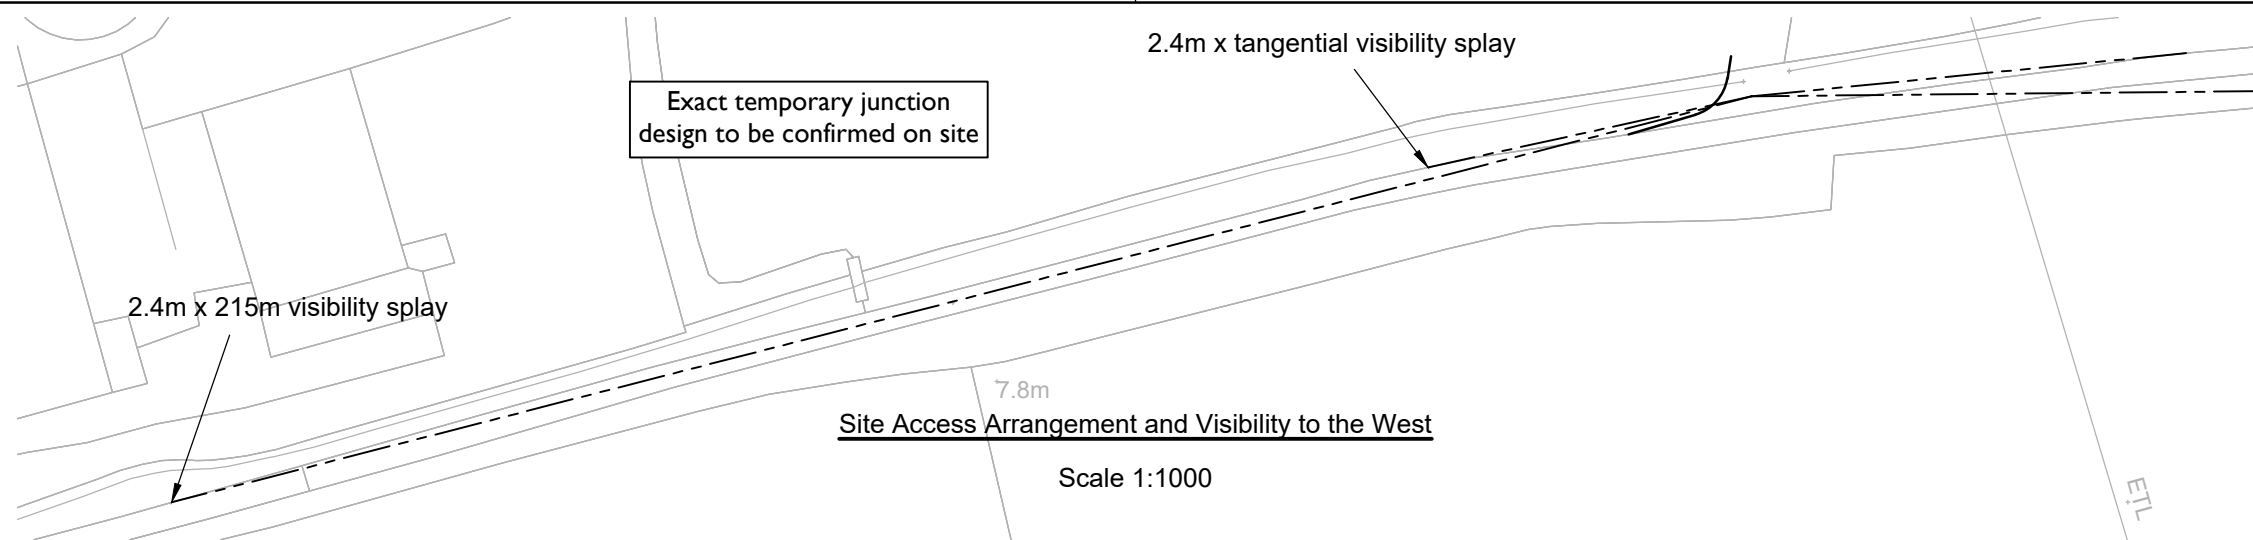 2.4m x tangential visibility splay
Exact temporary junction
design to be confirmed on site
2.4m x 215m visibility splay
7.8m
Site Access Arrangement and Visibility to the West
Scale 1:1000
ETL